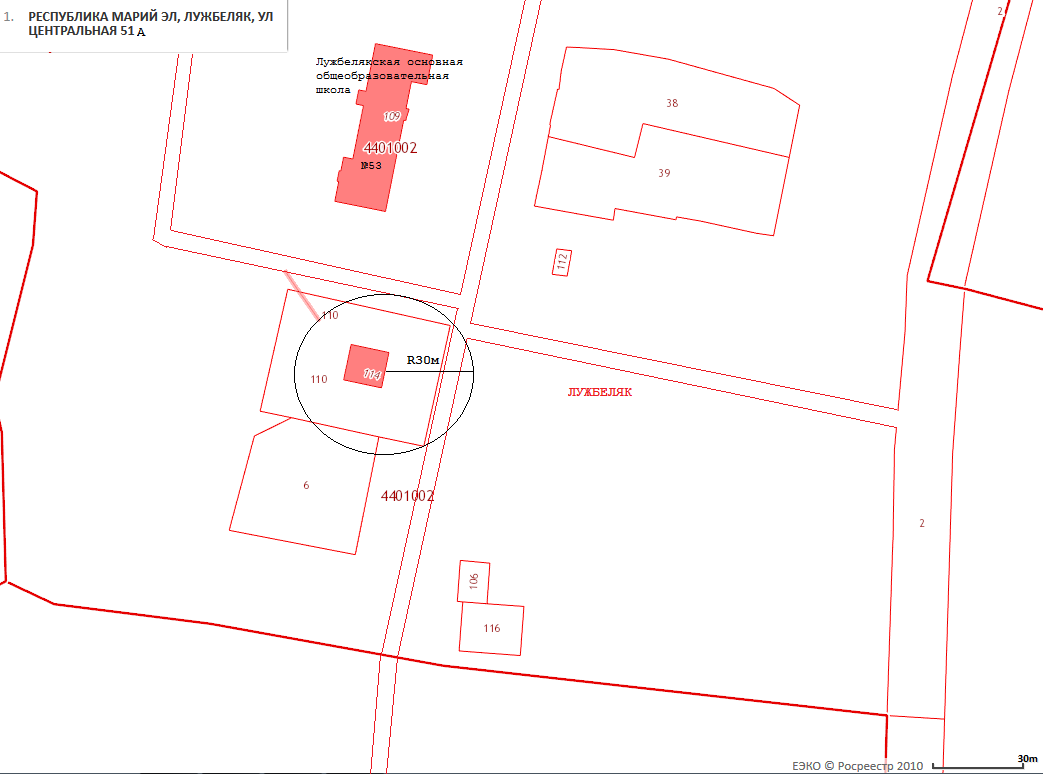 1. РЕСПУБЛИКА МАРИЙ ЭЛ, ЛУЖБЕЛЯК, УЛ
ЦЕНТРАЛЬНАЯ 51 А
2
Лужбелякская основная
общеобразовательная
школа
109
4401002
№53
38
39
112
110
R30м
110
114
ЛУЖБЕЛЯК
6
4401002
2
106
116
ЕЭКО © Росреестр 2010
30m